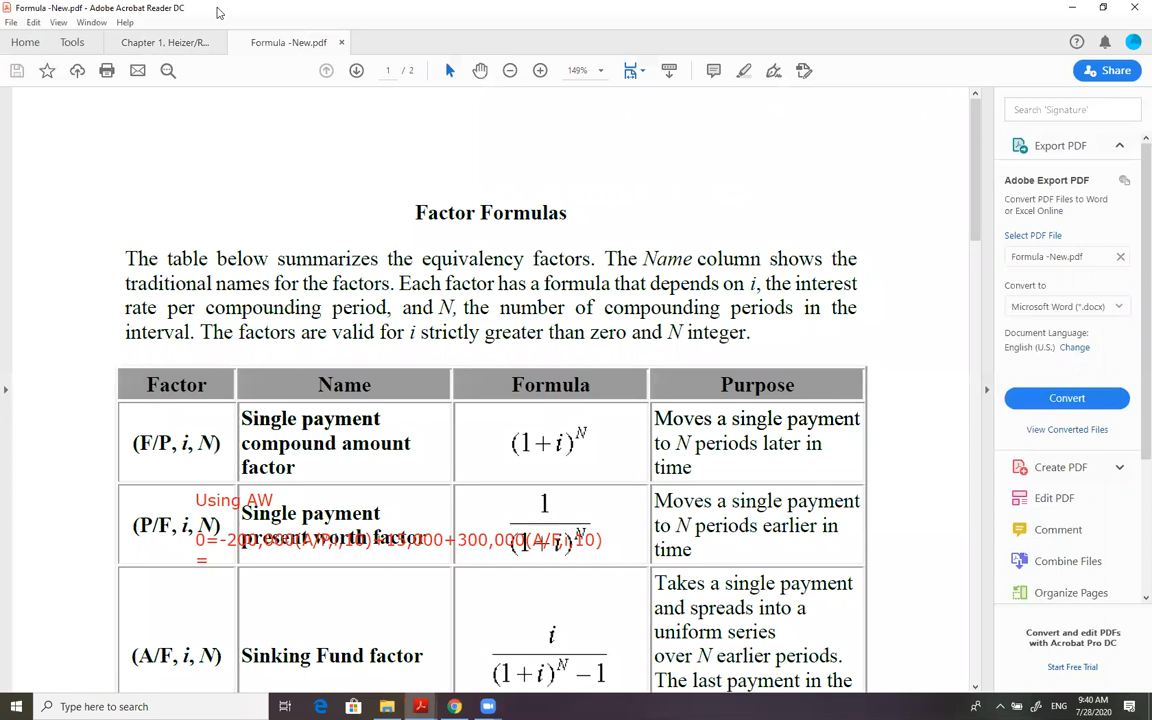 Formula -New.pdf - Adobe Acrobat Reader DC
File Edit View Window Help
Home Tools Chapter 1, Heizer/R... Formula -New.pdf ×
1 / 2 149%
Share
Factor Formulas
The table below summarizes the equivalency factors. The Name column shows the
traditional names for the factors. Each factor has a formula that depends on i, the interest
rate per compounding period, and N, the number of compounding periods in the
interval. The factors are valid for i strictly greater than zero and N integer.
Factor Name Formula Purpose
(F/P, i, N) Single payment compound amount factor (1+i)^N Moves a single payment to N periods later in time
(P/F, i, N) Single payment present worth factor 1/(1+i)^N Moves a single payment to N periods earlier in time
Using AW
0=-200,000(A/P,i,10)+15,000+300,000(A/F,i,10)
=
(A/F, i, N) Sinking Fund factor i/((1+i)^N −1) Takes a single payment and spreads into a uniform series over N earlier periods. The last payment in the
Search 'Signature'
Export PDF
Adobe Export PDF
Convert PDF Files to Word
or Excel Online
Select PDF File
Formula -New.pdf
Convert to
Microsoft Word (*.docx)
Document Language:
English (U.S.) Change
Convert
View Converted Files
Create PDF
Edit PDF
Comment
Combine Files
Organize Pages
Convert and edit PDFs
with Acrobat Pro DC
Start Free Trial
Type here to search
ENG
9:40 AM
7/28/2020